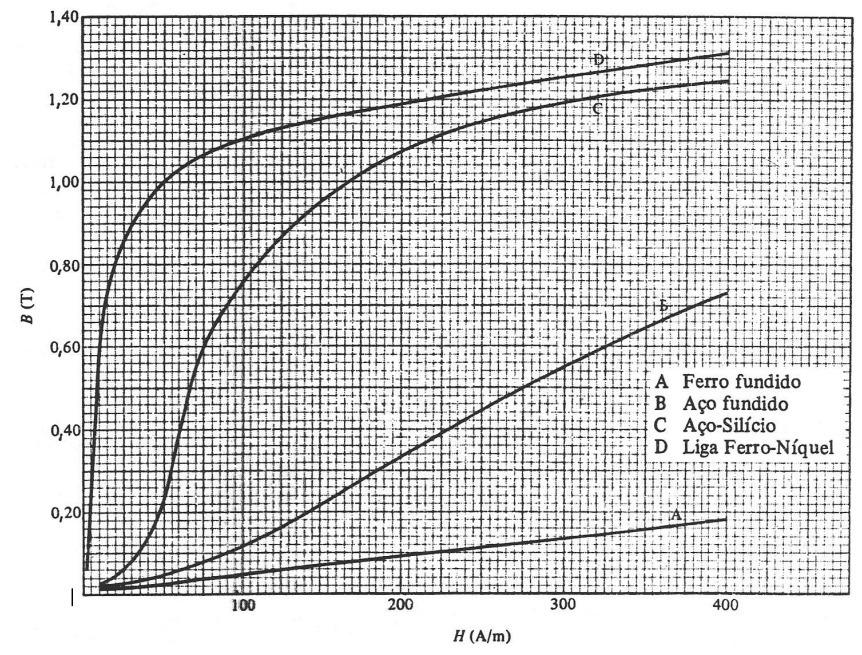 1,40
1,20
1,00
0,80
0,60
0,40
0,20
B (T)
D
C
B
A
A Ferro fundido
B Aço fundido
C Aço-Silício
D Liga Ferro-Níquel
100
200
300
400
H (A/m)